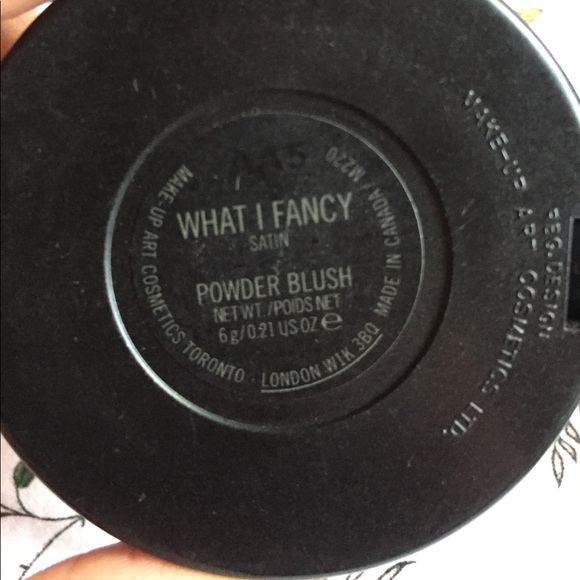 A15
WHAT I FANCY
SATIN
POWDER BLUSH
NET WT./POIDS NET
6 g/0.21 US OZ ℮
MAKE-UP ART COSMETICS TORONTO · LONDON W1K 3BQ MADE IN CANADA / M220
MAKE-UP ART COSMETICS LTD.
REG. DESIGN